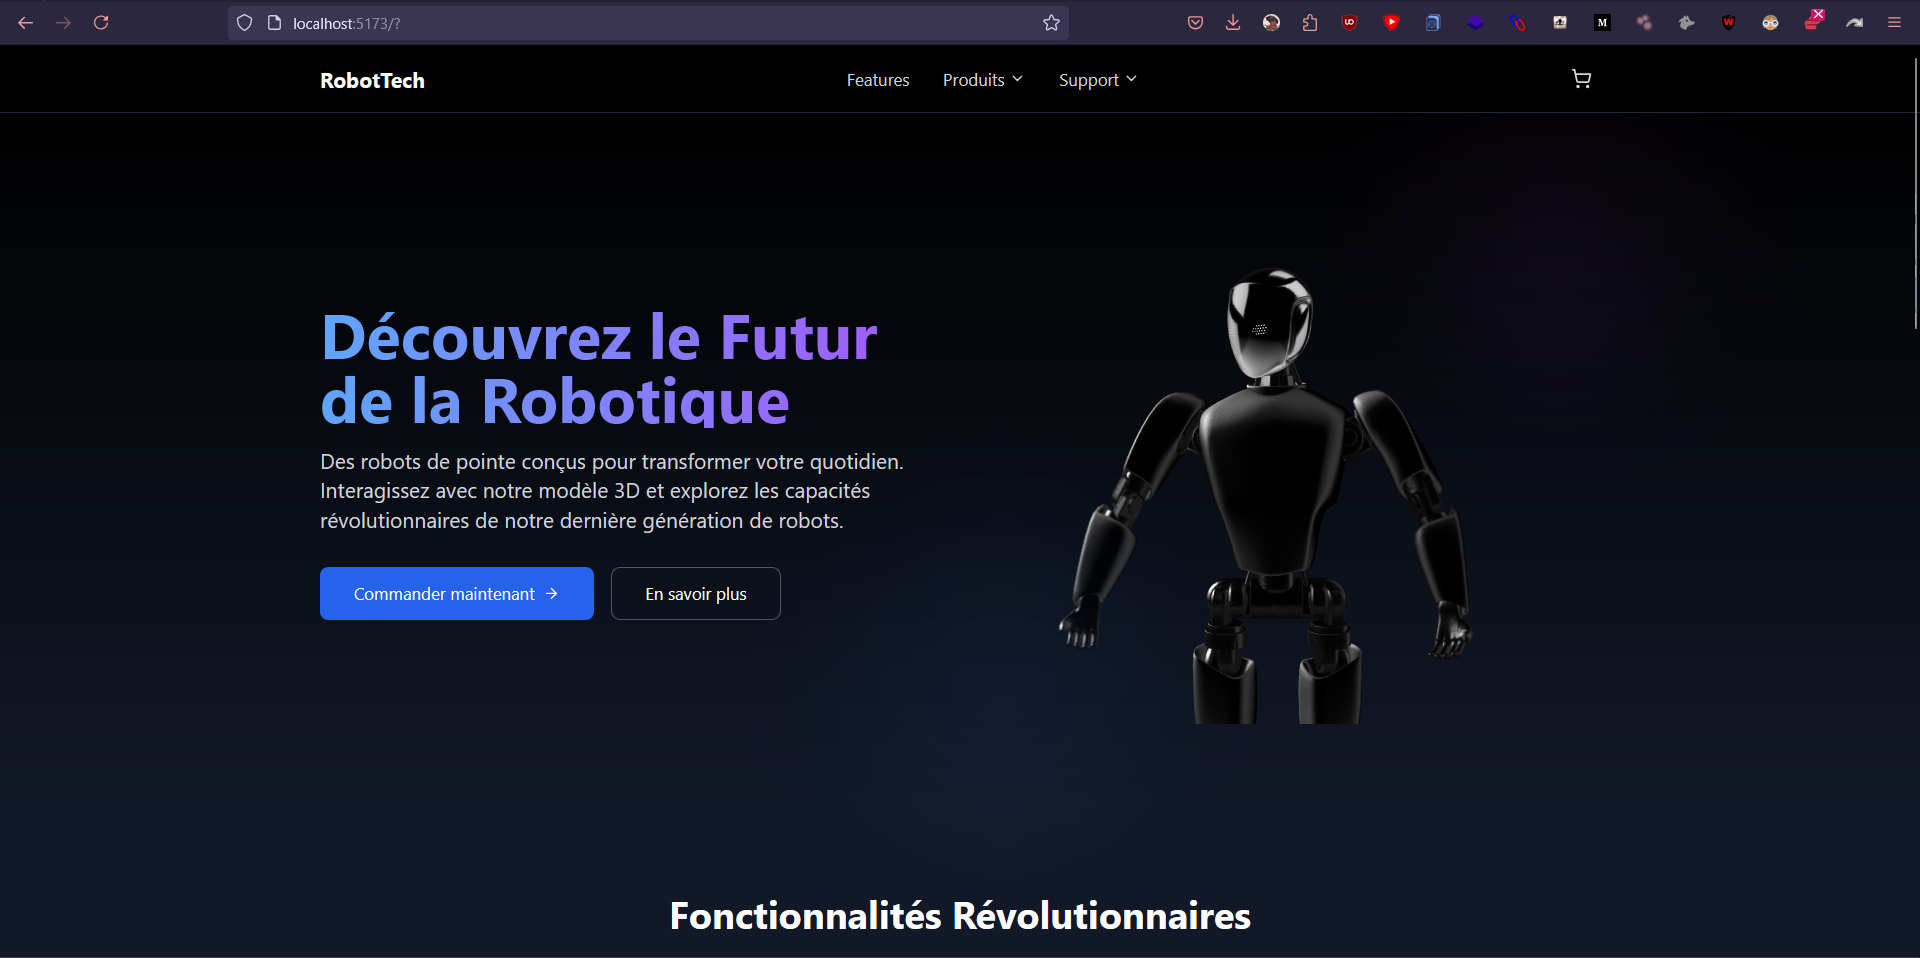 localhost:5173/?
RobotTech
Features
Produits
Support
Découvrez le Futur
de la Robotique
Des robots de pointe conçus pour transformer votre quotidien.
Interagissez avec notre modèle 3D et explorez les capacités
révolutionnaires de notre dernière génération de robots.
Commander maintenant →
En savoir plus
Fonctionnalités Révolutionnaires